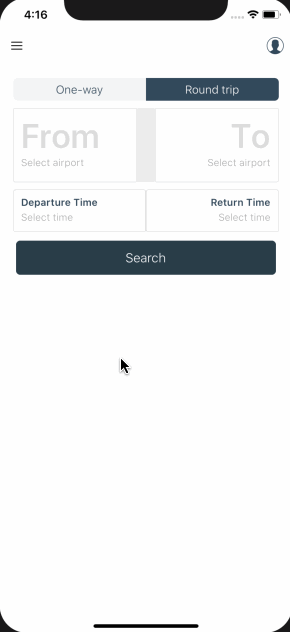 4:16
One-way Round trip
From To
Select airport Select airport
Departure Time Return Time
Select time Select time
Search